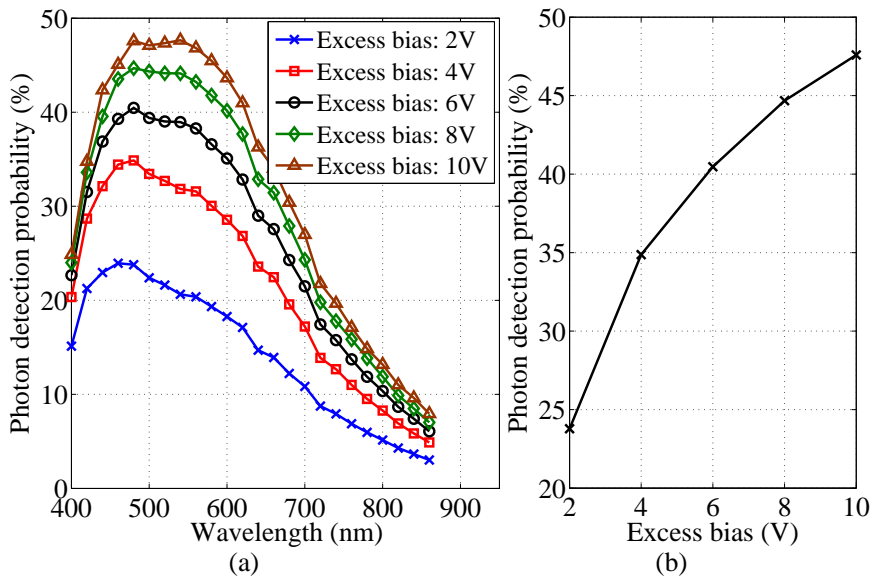 Photon detection probability (%)
50
40
30
20
10
0
400
500
600
700
800
900
Wavelength (nm)
Excess bias: 2V
Excess bias: 4V
Excess bias: 6V
Excess bias: 8V
Excess bias: 10V
(a)
Photon detection probability (%)
50
45
40
35
30
25
20
2
4
6
8
10
Excess bias (V)
(b)